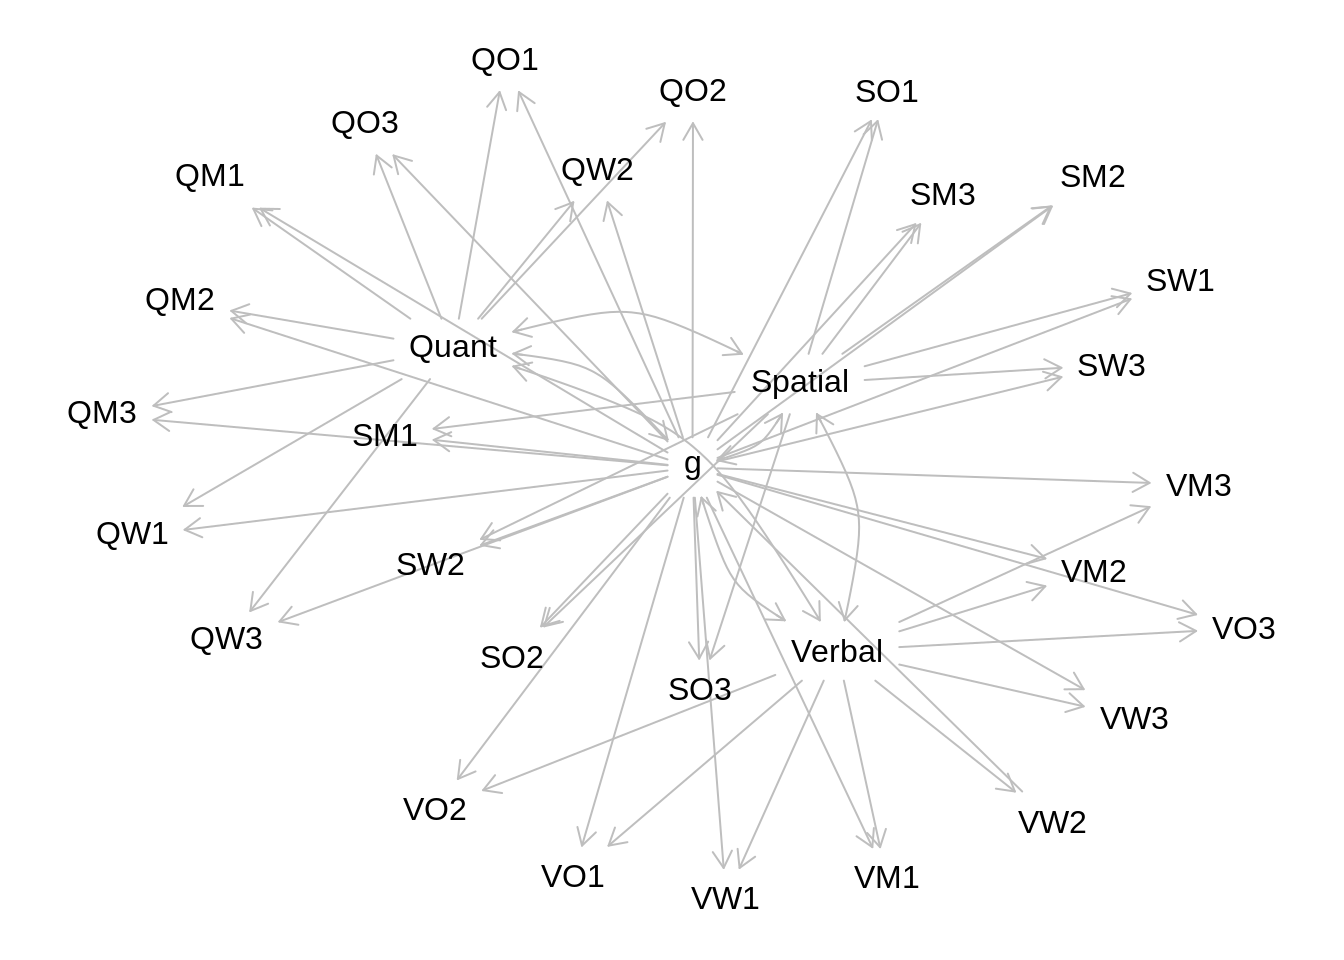 QO1
QO2
SO1
QO3
QW2
QM1
SM2
SM3
SW1
QM2
Quant
SW3
Spatial
QM3
SM1
g
VM3
QW1
SW2
VM2
VO3
QW3
SO2
Verbal
SO3
VW3
VO2
VW2
VO1
VM1
VW1